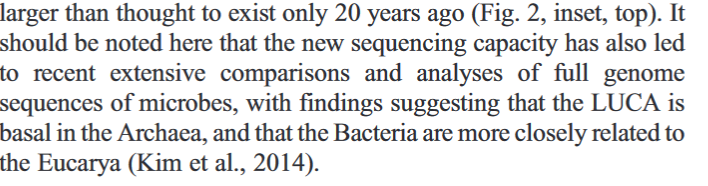 larger than thought to exist only 20 years ago (Fig. 2, inset, top). It
should be noted here that the new sequencing capacity has also led
to recent extensive comparisons and analyses of full genome
sequences of microbes, with findings suggesting that the LUCA is
basal in the Archaea, and that the Bacteria are more closely related to
the Eucarya (Kim et al., 2014).